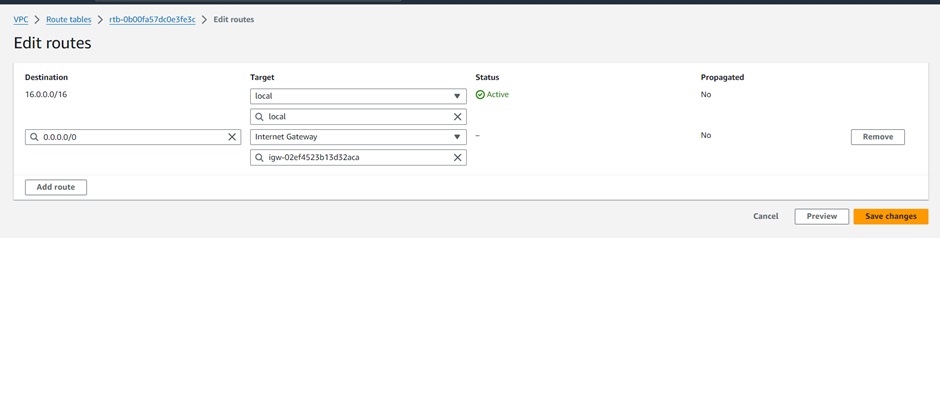 VPC > Route tables > rtb-0b00fa57dc0e3fe3c > Edit routes
Edit routes
Destination Target Status Propagated
16.0.0.0/16 local Active No
local
0.0.0.0/0 Internet Gateway – No Remove
igw-02ef4523b13d32aca
Add route
Cancel Preview Save changes